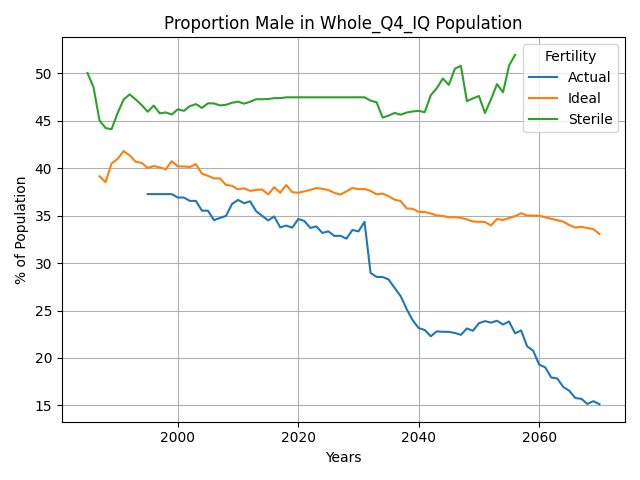 Proportion Male in Whole_Q4_IQ Population
Fertility
Actual
Ideal
Sterile
% of Population
50
45
40
35
30
25
20
15
2000
2020
2040
2060
Years